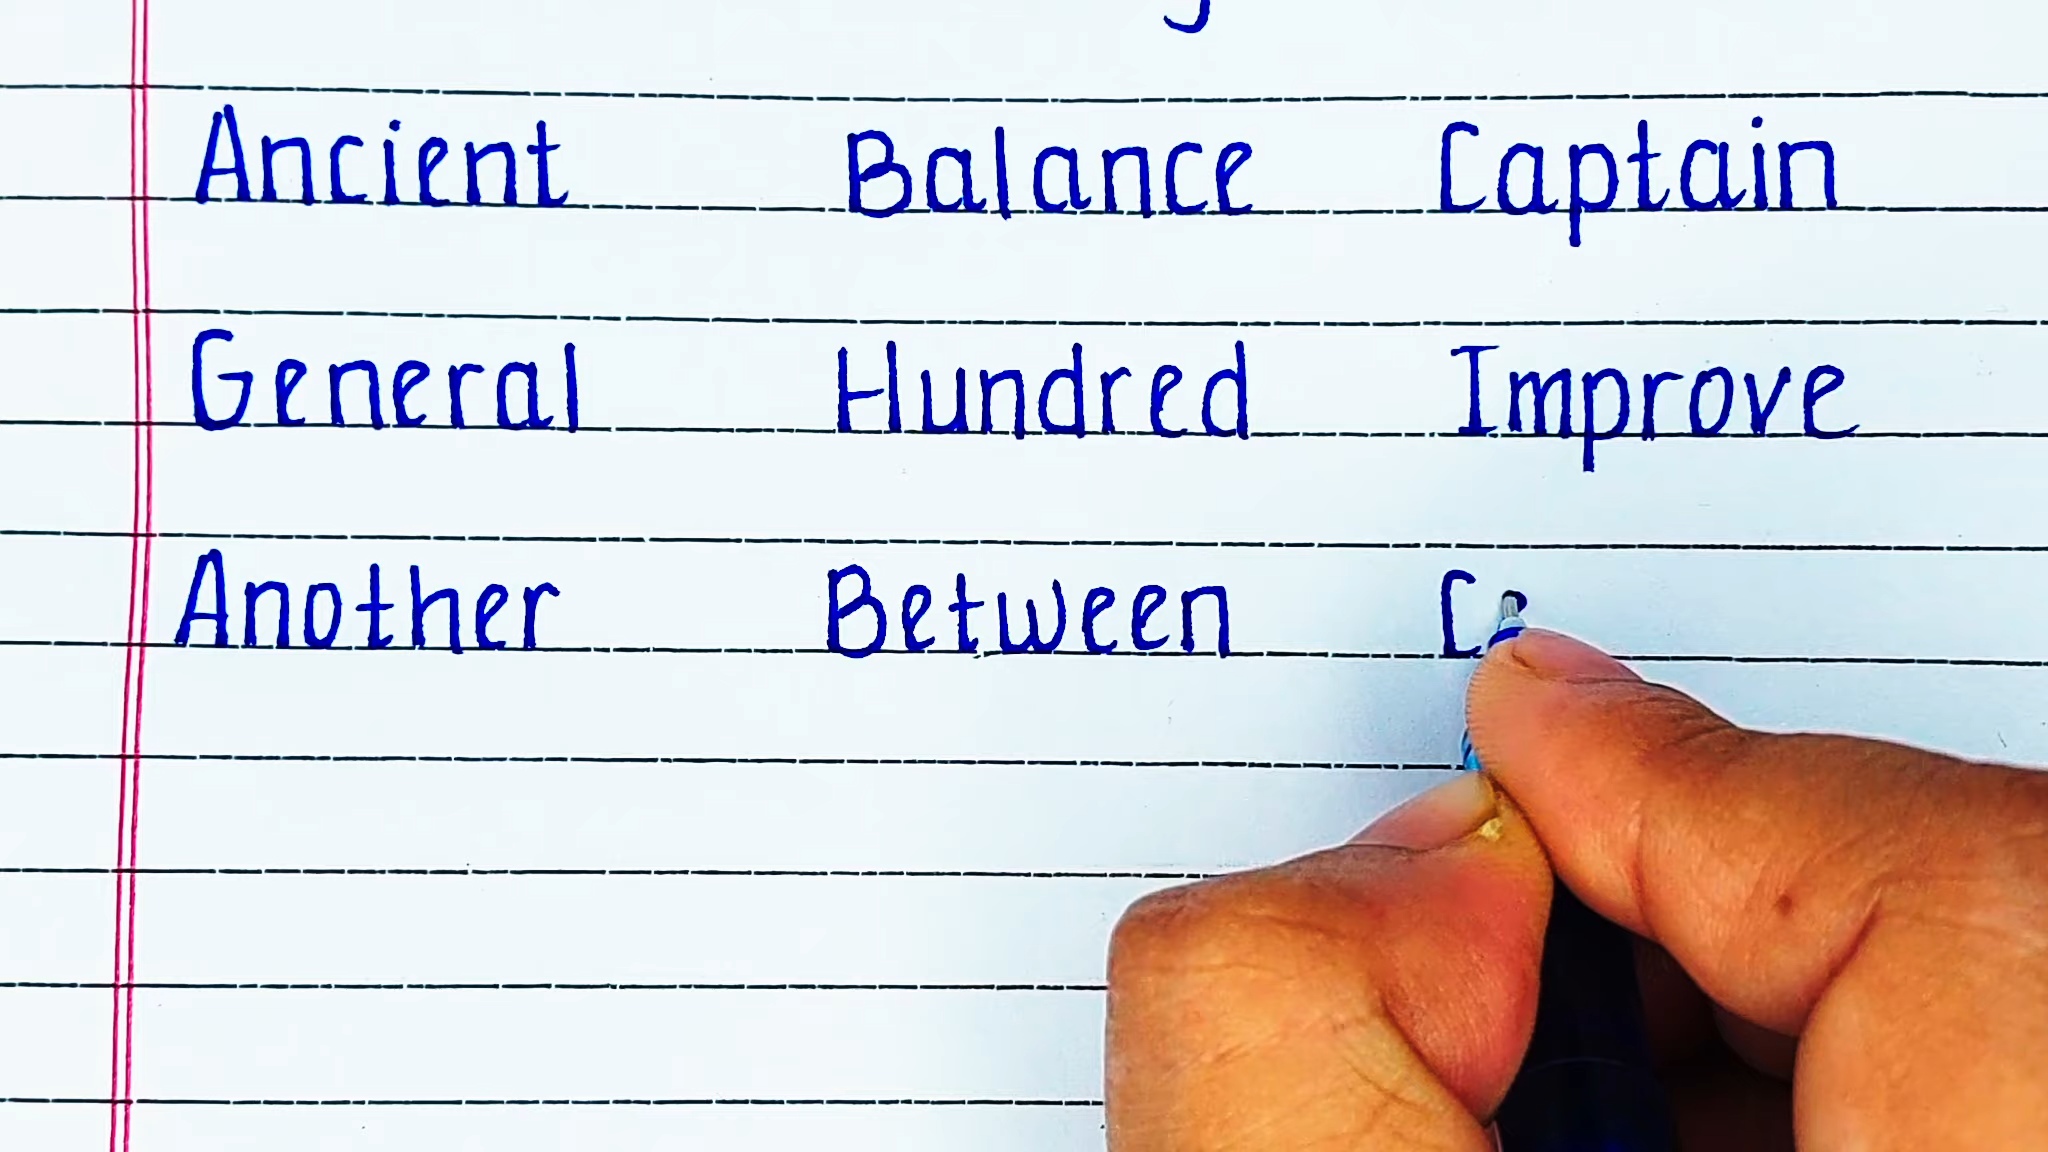 Ancient Balance Captain
General Hundred Improve
Another Between C